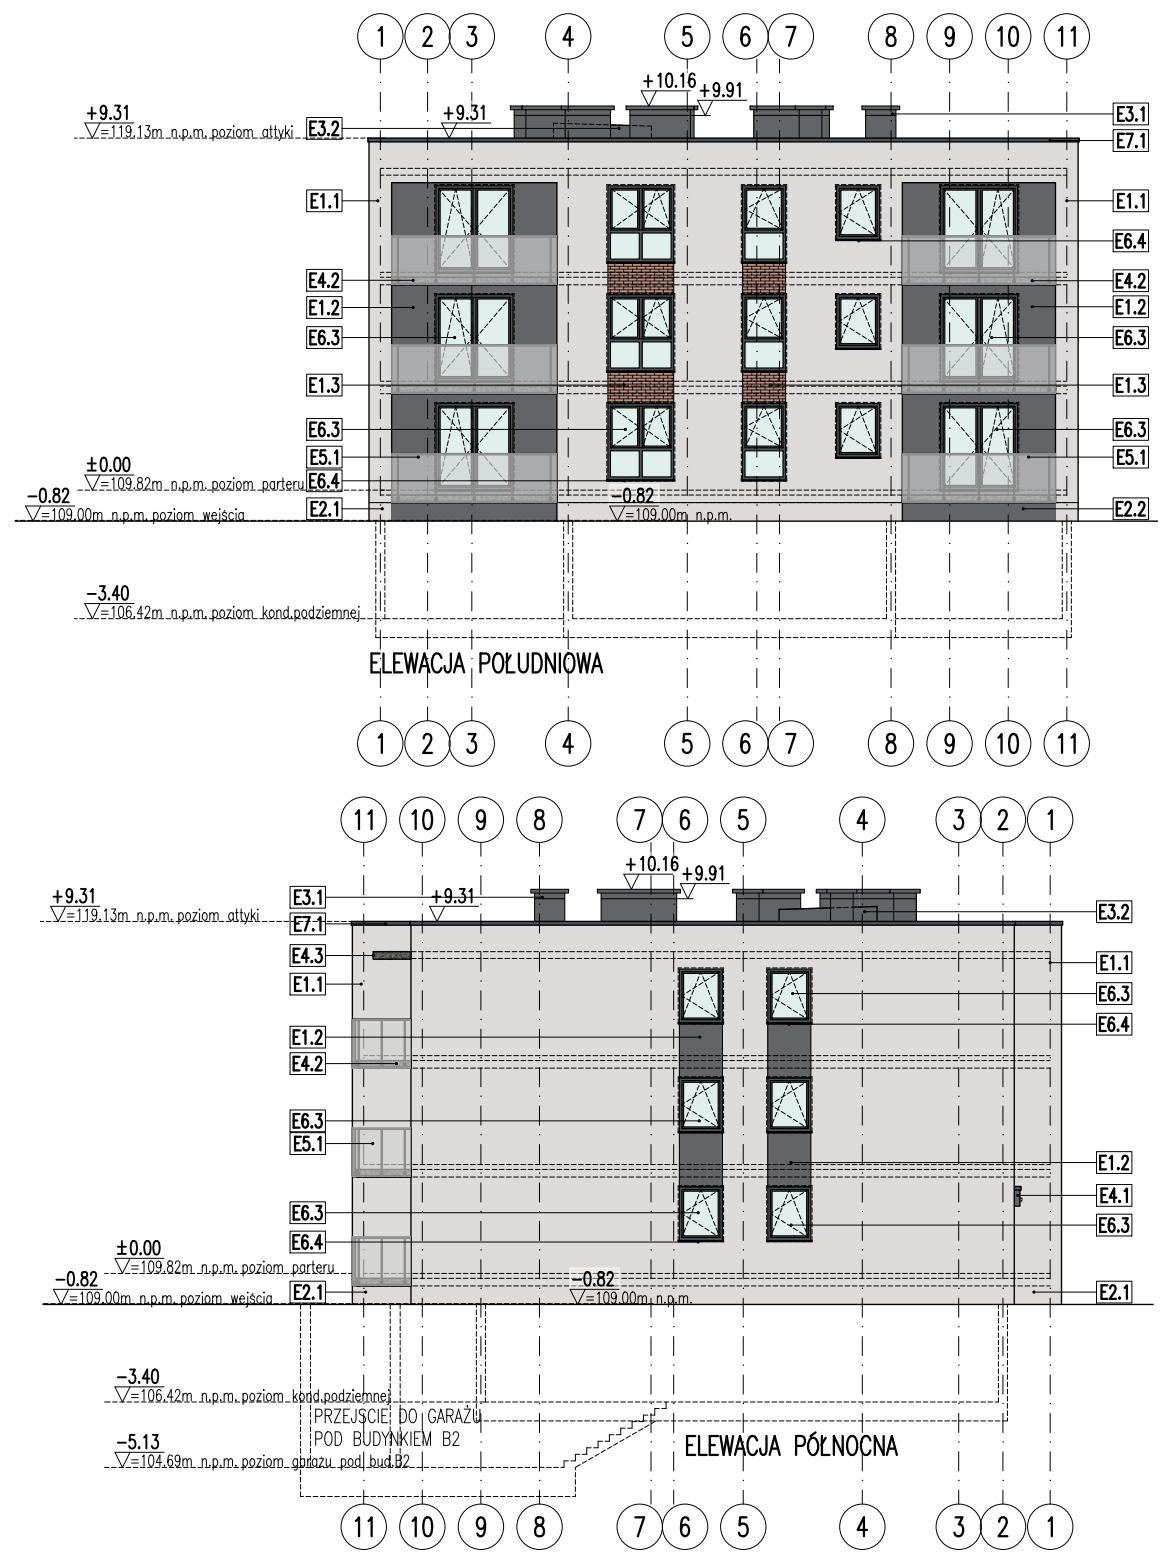 1 2 3 4 5 6 7 8 9 10 11
+10.16
+9.91
+9.31
+9.31
=119.13m n.p.m. poziom attyki
E3.2
E3.1
E7.1
E1.1
E1.1
E6.4
E4.2
E4.2
E1.2
E1.2
E6.3
E6.3
E1.3
E1.3
E6.3
E6.3
E5.1
E5.1
±0.00
=109.82m n.p.m. poziom parteru
E6.4
-0.82
-0.82
=109.00m n.p.m. poziom wejścia
E2.1
=109.00m n.p.m.
E2.2
-3.40
=106.42m n.p.m. poziom kond.podziemnej
ELEWACJA POŁUDNIOWA
1 2 3 4 5 6 7 8 9 10 11
11 10 9 8 7 6 5 4 3 2 1
+10.16
+9.91
+9.31
+9.31
=119.13m n.p.m. poziom attyki
E3.1
E3.2
E7.1
E4.3
E1.1
E1.1
E6.3
E6.4
E1.2
E4.2
E6.3
E5.1
E1.2
E4.1
E6.3
E6.3
E6.4
±0.00
=109.82m n.p.m. poziom parteru
-0.82
-0.82
=109.00m n.p.m. poziom wejścia
E2.1
=109.00m n.p.m.
E2.1
-3.40
=106.42m n.p.m. poziom kond.podziemnej
PRZEJŚCIE DO GARAŻU
POD BUDYNKIEM B2
ELEWACJA PÓŁNOCNA
-5.13
=104.69m n.p.m. poziom garażu pod bud.B2
11 10 9 8 7 6 5 4 3 2 1